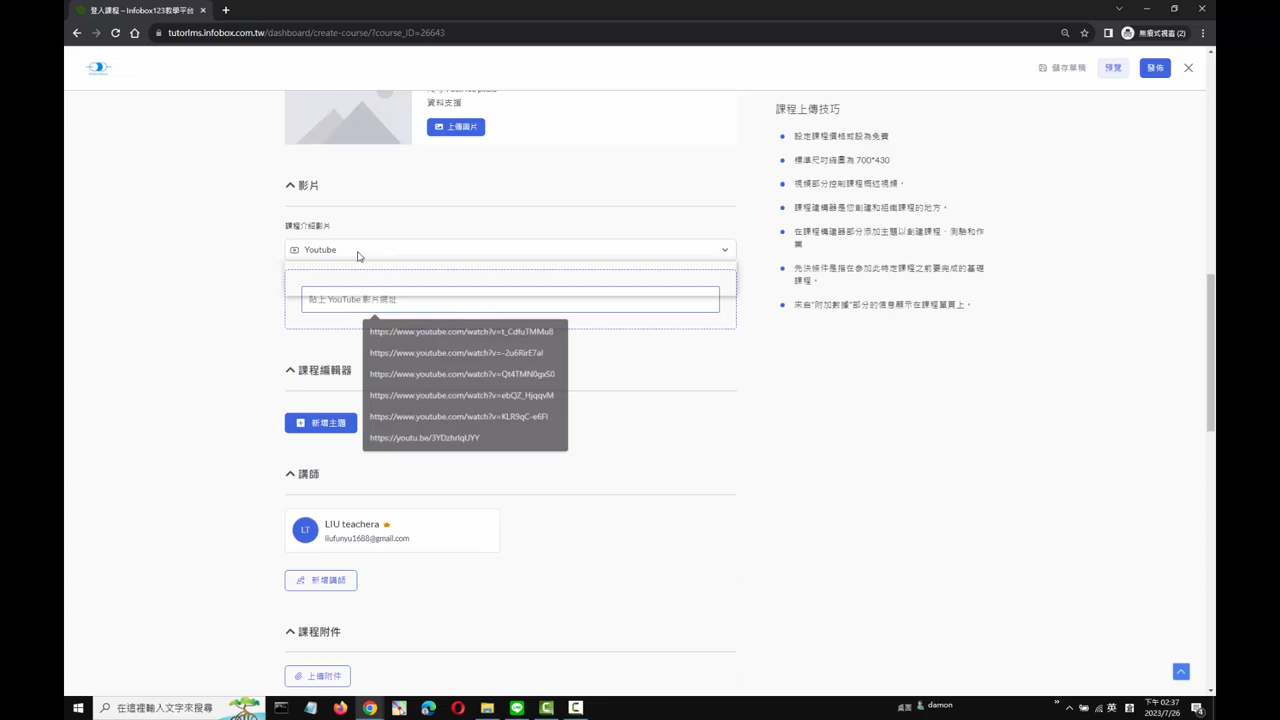 登入課程 – Infobox123教學平台
tutorlms.infobox.com.tw/dashboard/create-course/?course_ID=26643
無痕式視窗 (2)
儲存草稿
預覽
發佈
資料支援
上傳圖片
影片
課程介紹影片
Youtube
貼上 YouTube 影片網址
https://www.youtube.com/watch?v=t_CdfuTMMu8
https://www.youtube.com/watch?v=-2u6RirE7aI
https://www.youtube.com/watch?v=Qt4TMN0gxS0
https://www.youtube.com/watch?v=ebQZ_HjqqvM
https://www.youtube.com/watch?v=KLR9qC-e6FI
https://youtu.be/3YDzhrlqUYY
課程編輯器
新增主題
講師
LT
LIU teachera
liufunyu1688@gmail.com
新增講師
課程附件
上傳附件
課程上傳技巧
設定課程價格或設為免費
標準尺吋縮圖為 700*430
視頻部分控制課程概述視頻。
課程建構器是您創建和組織課程的地方。
在課程構建器部分添加主題以創建課程、測驗和作
業
先決條件是指在參加此特定課程之前要完成的基礎
課程。
來自"附加數據"部分的信息顯示在課程單頁上。
在這裡輸入文字來搜尋
桌面
damon
英
下午 02:37
2023/7/26
4